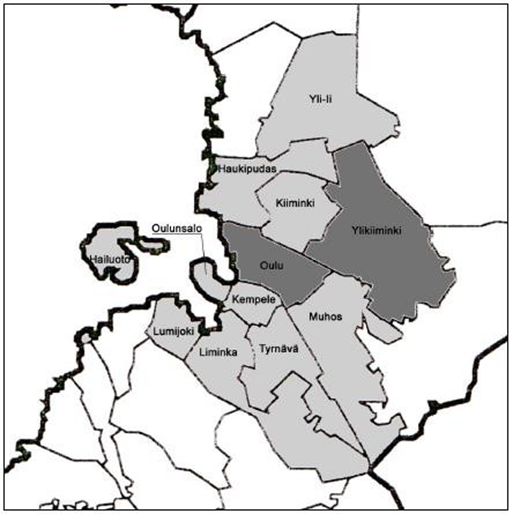 Yli-Ii
Haukipudas
Kiiminki
Ylikiiminki
Oulunsalo
Hailuoto
Oulu
Kempele
Muhos
Lumijoki
Liminka
Tyrnävä